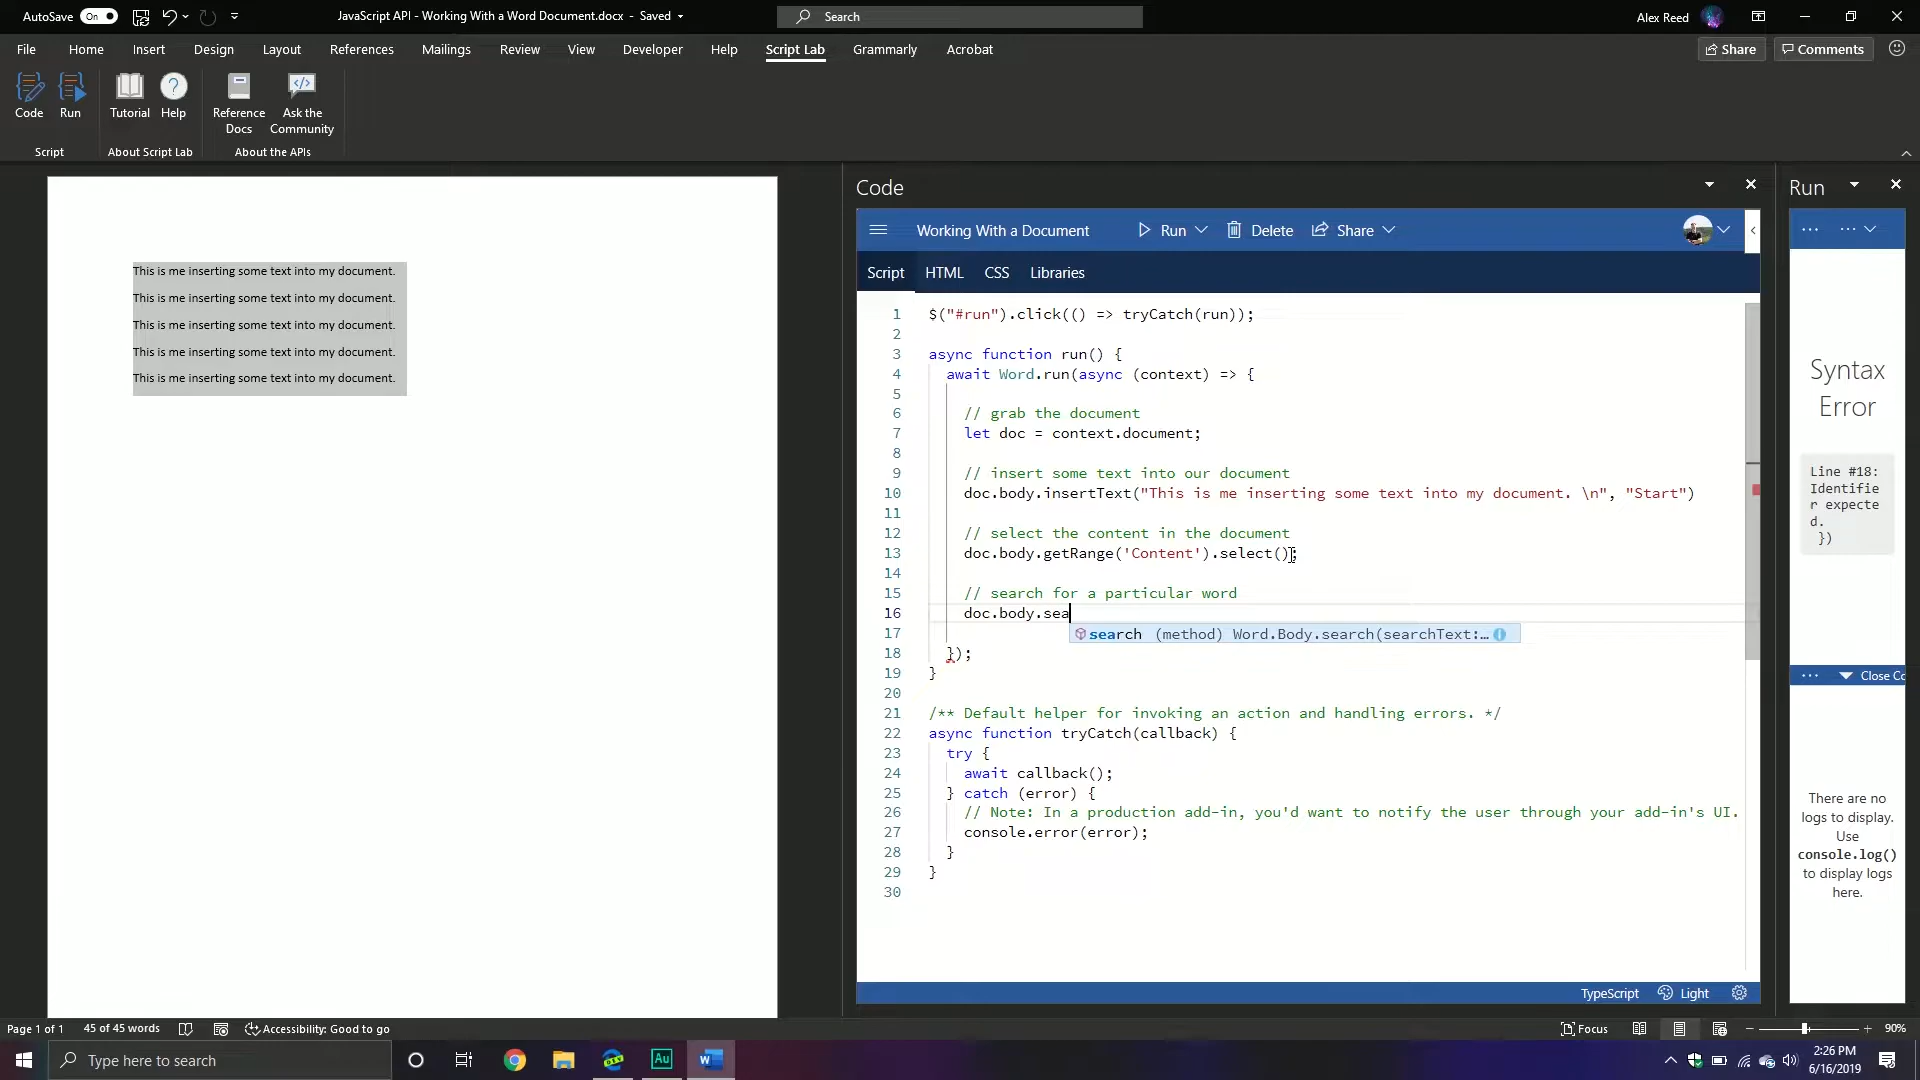 AutoSave On JavaScript API - Working With a Word Document.docx - Saved Search Alex Reed
File Home Insert Design Layout References Mailings Review View Developer Help Script Lab Grammarly Acrobat Share Comments
Code Run Tutorial Help Reference Docs Ask the Community
Script About Script Lab About the APIs
This is me inserting some text into my document.
This is me inserting some text into my document.
This is me inserting some text into my document.
This is me inserting some text into my document.
This is me inserting some text into my document.
Code
Working With a Document Run Delete Share
Script HTML CSS Libraries
1 $("#run").click(() => tryCatch(run));
2
3 async function run() {
4 await Word.run(async (context) => {
5
6 // grab the document
7 let doc = context.document;
8
9 // insert some text into our document
10 doc.body.insertText("This is me inserting some text into my document. \n", "Start")
11
12 // select the content in the document
13 doc.body.getRange('Content').select();
14
15 // search for a particular word
16 doc.body.sea
search (method) Word.Body.search(searchText:…
17
18 });
19 }
20
21 /** Default helper for invoking an action and handling errors. */
22 async function tryCatch(callback) {
23 try {
24 await callback();
25 } catch (error) {
26 // Note: In a production add-in, you'd want to notify the user through your add-in's UI.
27 console.error(error);
28 }
29 }
30
TypeScript Light
Run
Syntax
Error
Line #18:
Identifie
r expecte
d.
})
Close Co
There are no
logs to display.
Use
console.log()
to display logs
here.
Page 1 of 1 45 of 45 words Accessibility: Good to go Focus 90%
Type here to search DEV Au 2:26 PM
6/16/2019